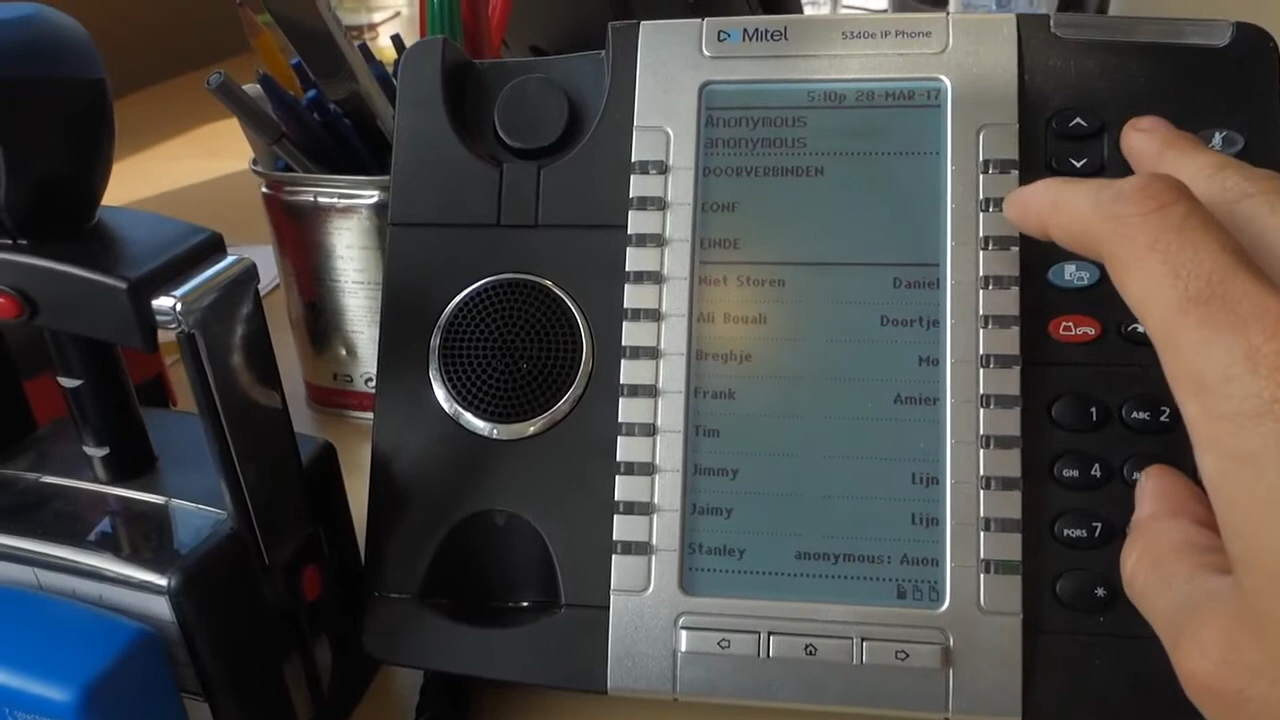 Mitel 5340e IP Phone
5:10p 28-MAR-17
Anonymous
anonymous
DOORVERBINDEN
CONF
EINDE
Niet Storen Daniel
Ali Bouali Doortje
Breghje Mo
Frank Amier
Tim
Jimmy Lijn
Jaimy Lijn
Stanley anonymous: Anon
1 ABC 2
GHI 4
PQRS 7
*